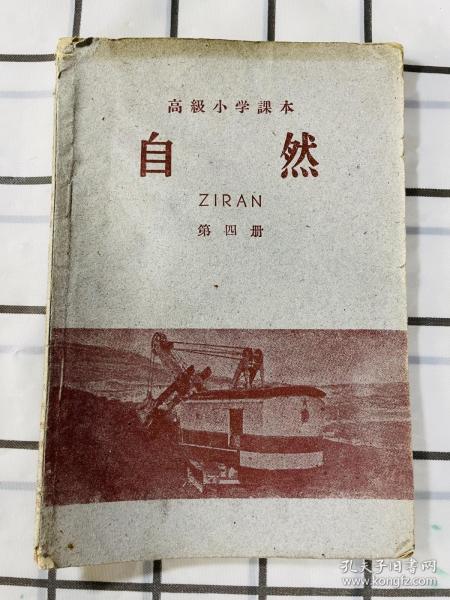 高級小学課本
自然
ZIRAN
第四册
孔夫子旧书网
www.kongfz.com